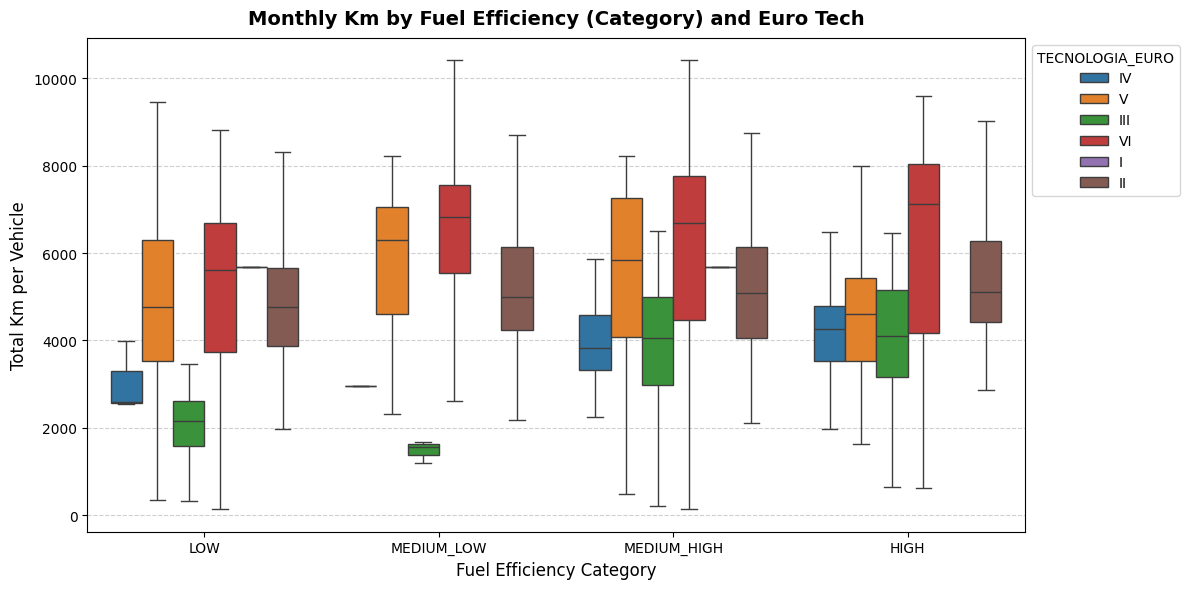 Monthly Km by Fuel Efficiency (Category) and Euro Tech
TECNOLOGIA_EURO
IV
V
III
VI
I
II
Total Km per Vehicle
10000
8000
6000
4000
2000
0
LOW
MEDIUM_LOW
MEDIUM_HIGH
HIGH
Fuel Efficiency Category